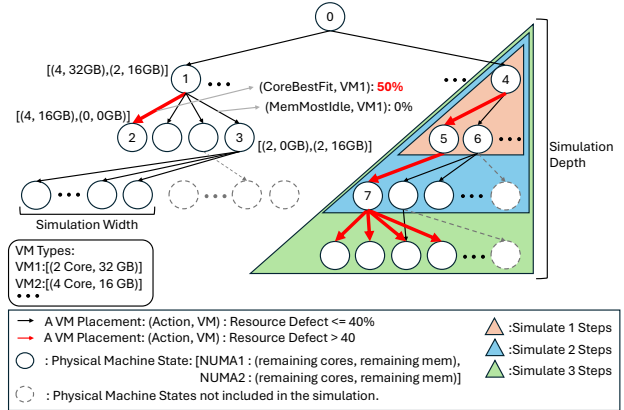 0
[(4, 32GB),(2, 16GB)]
1
•••
(CoreBestFit, VM1): 50%
(MemMostIdle, VM1): 0%
•••
4
[(4, 16GB),(0, 0GB)]
2
3
[(2, 0GB),(2, 16GB)]
5
6
•••
Simulation
Depth
•••
•••
7
•••
Simulation Width
•••
VM Types:
VM1:[(2 Core, 32 GB)]
VM2:[(4 Core, 16 GB)]
•••
A VM Placement: (Action, VM) : Resource Defect <= 40%
A VM Placement: (Action, VM) : Resource Defect > 40
: Physical Machine State: [NUMA1 : (remaining cores, remaining mem),
NUMA2 : (remaining cores, remaining mem)]
: Physical Machine States not included in the simulation.
:Simulate 1 Steps
:Simulate 2 Steps
:Simulate 3 Steps